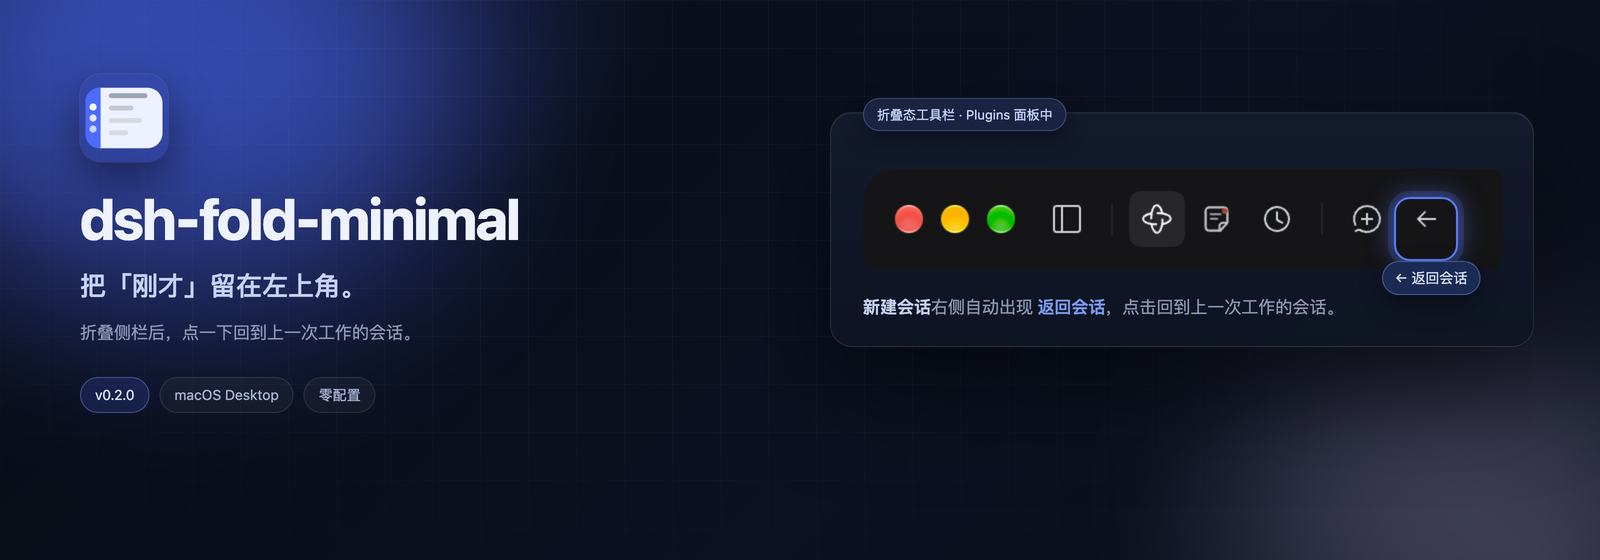 dsh-fold-minimal
把「刚才」留在左上角。
折叠侧栏后，点一下回到上一次工作的会话。
v0.2.0
macOS Desktop
零配置
折叠态工具栏 · Plugins 面板中
← 返回会话
新建会话右侧自动出现 返回会话，点击回到上一次工作的会话。